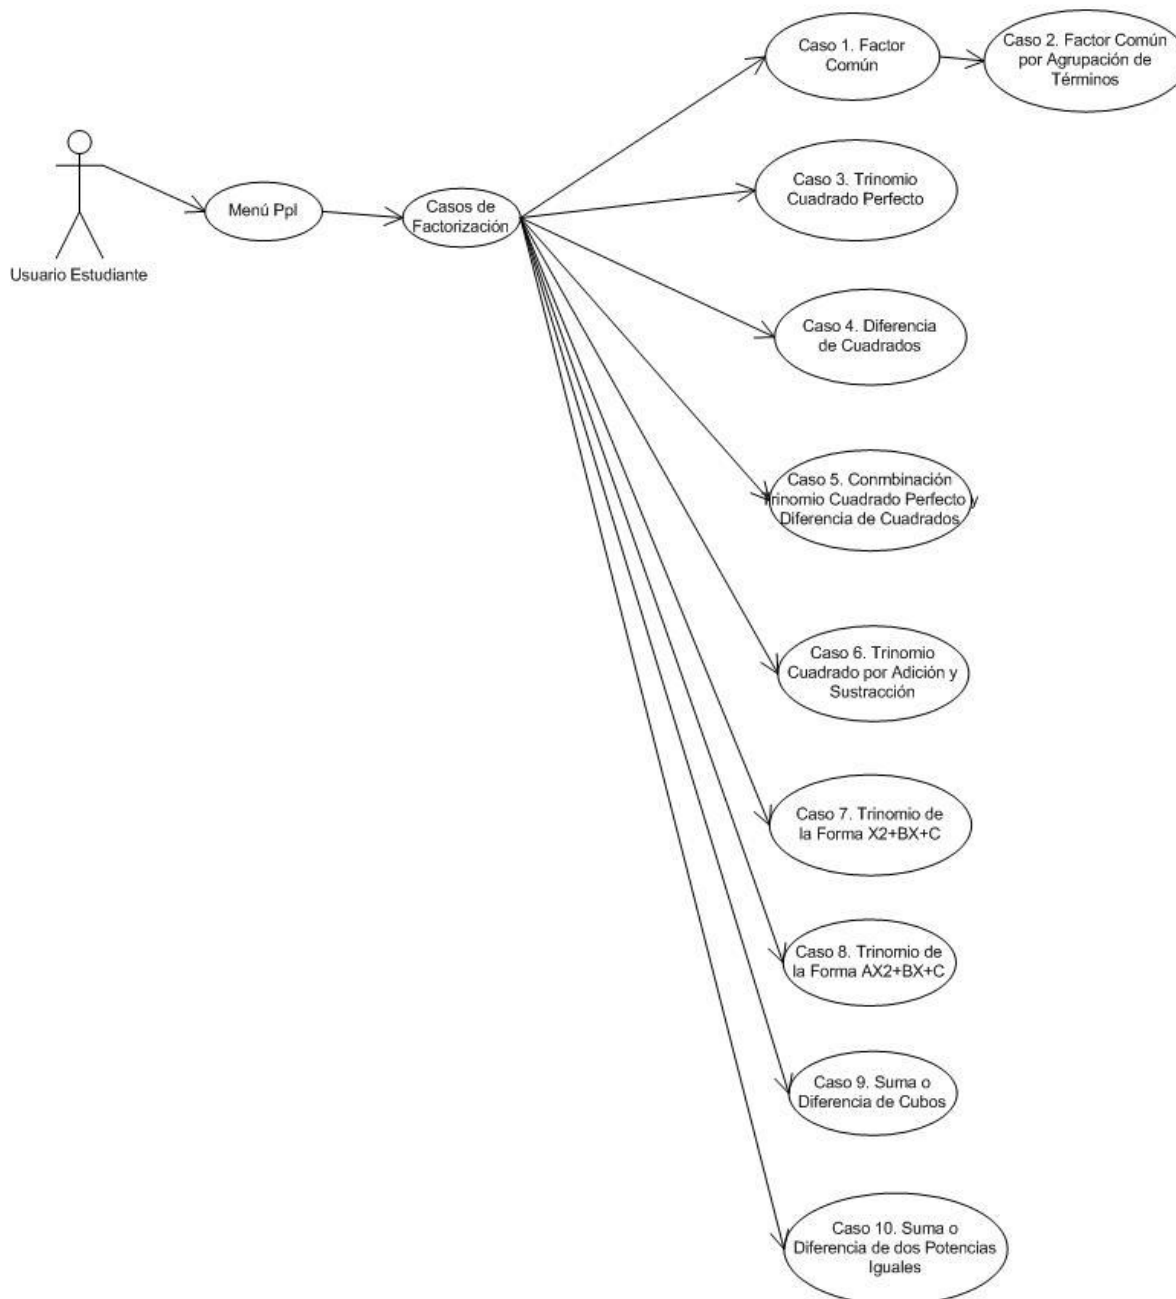 Caso 1. Factor
Común
Caso 2. Factor Común
por Agrupación de
Términos
Caso 3. Trinomio
Cuadrado Perfecto
Menú Ppl
Casos de
Factorización
Usuario Estudiante
Caso 4. Diferencia
de Cuadrados
Caso 5. Conmbinación
Trinomio Cuadrado Perfecto y
Diferencia de Cuadrados
Caso 6. Trinomio
Cuadrado por Adición y
Sustracción
Caso 7. Trinomio de
la Forma X2+BX+C
Caso 8. Trinomio de
la Forma AX2+BX+C
Caso 9. Suma o
Diferencia de Cubos
Caso 10. Suma o
Diferencia de dos Potencias
Iguales